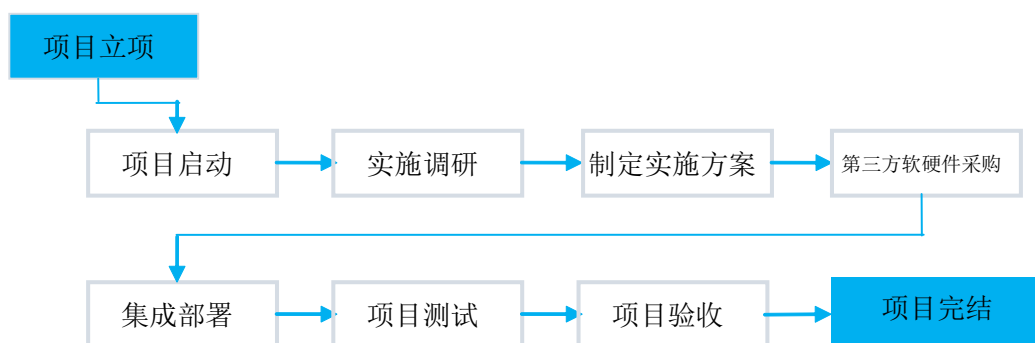 项目立项
项目启动
实施调研
制定实施方案
第三方软硬件采购
集成部署
项目测试
项目验收
项目完结